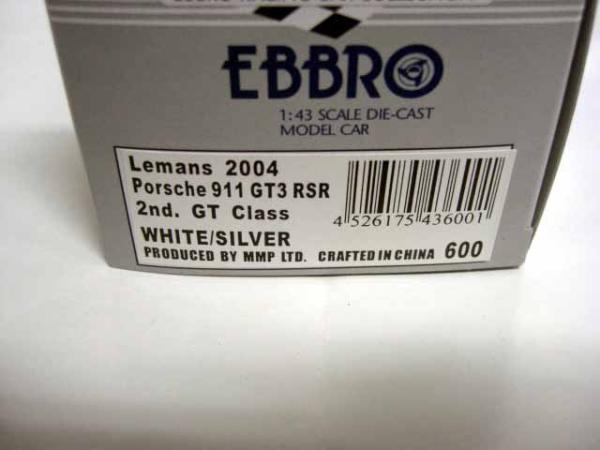 EBBRO
1:43 SCALE DIE-CAST
MODEL CAR
Lemans 2004
Porsche 911 GT3 RSR
2nd. GT Class
4 526175 436001
WHITE/SILVER
PRODUCED BY MMP LTD. CRAFTED IN CHINA 600